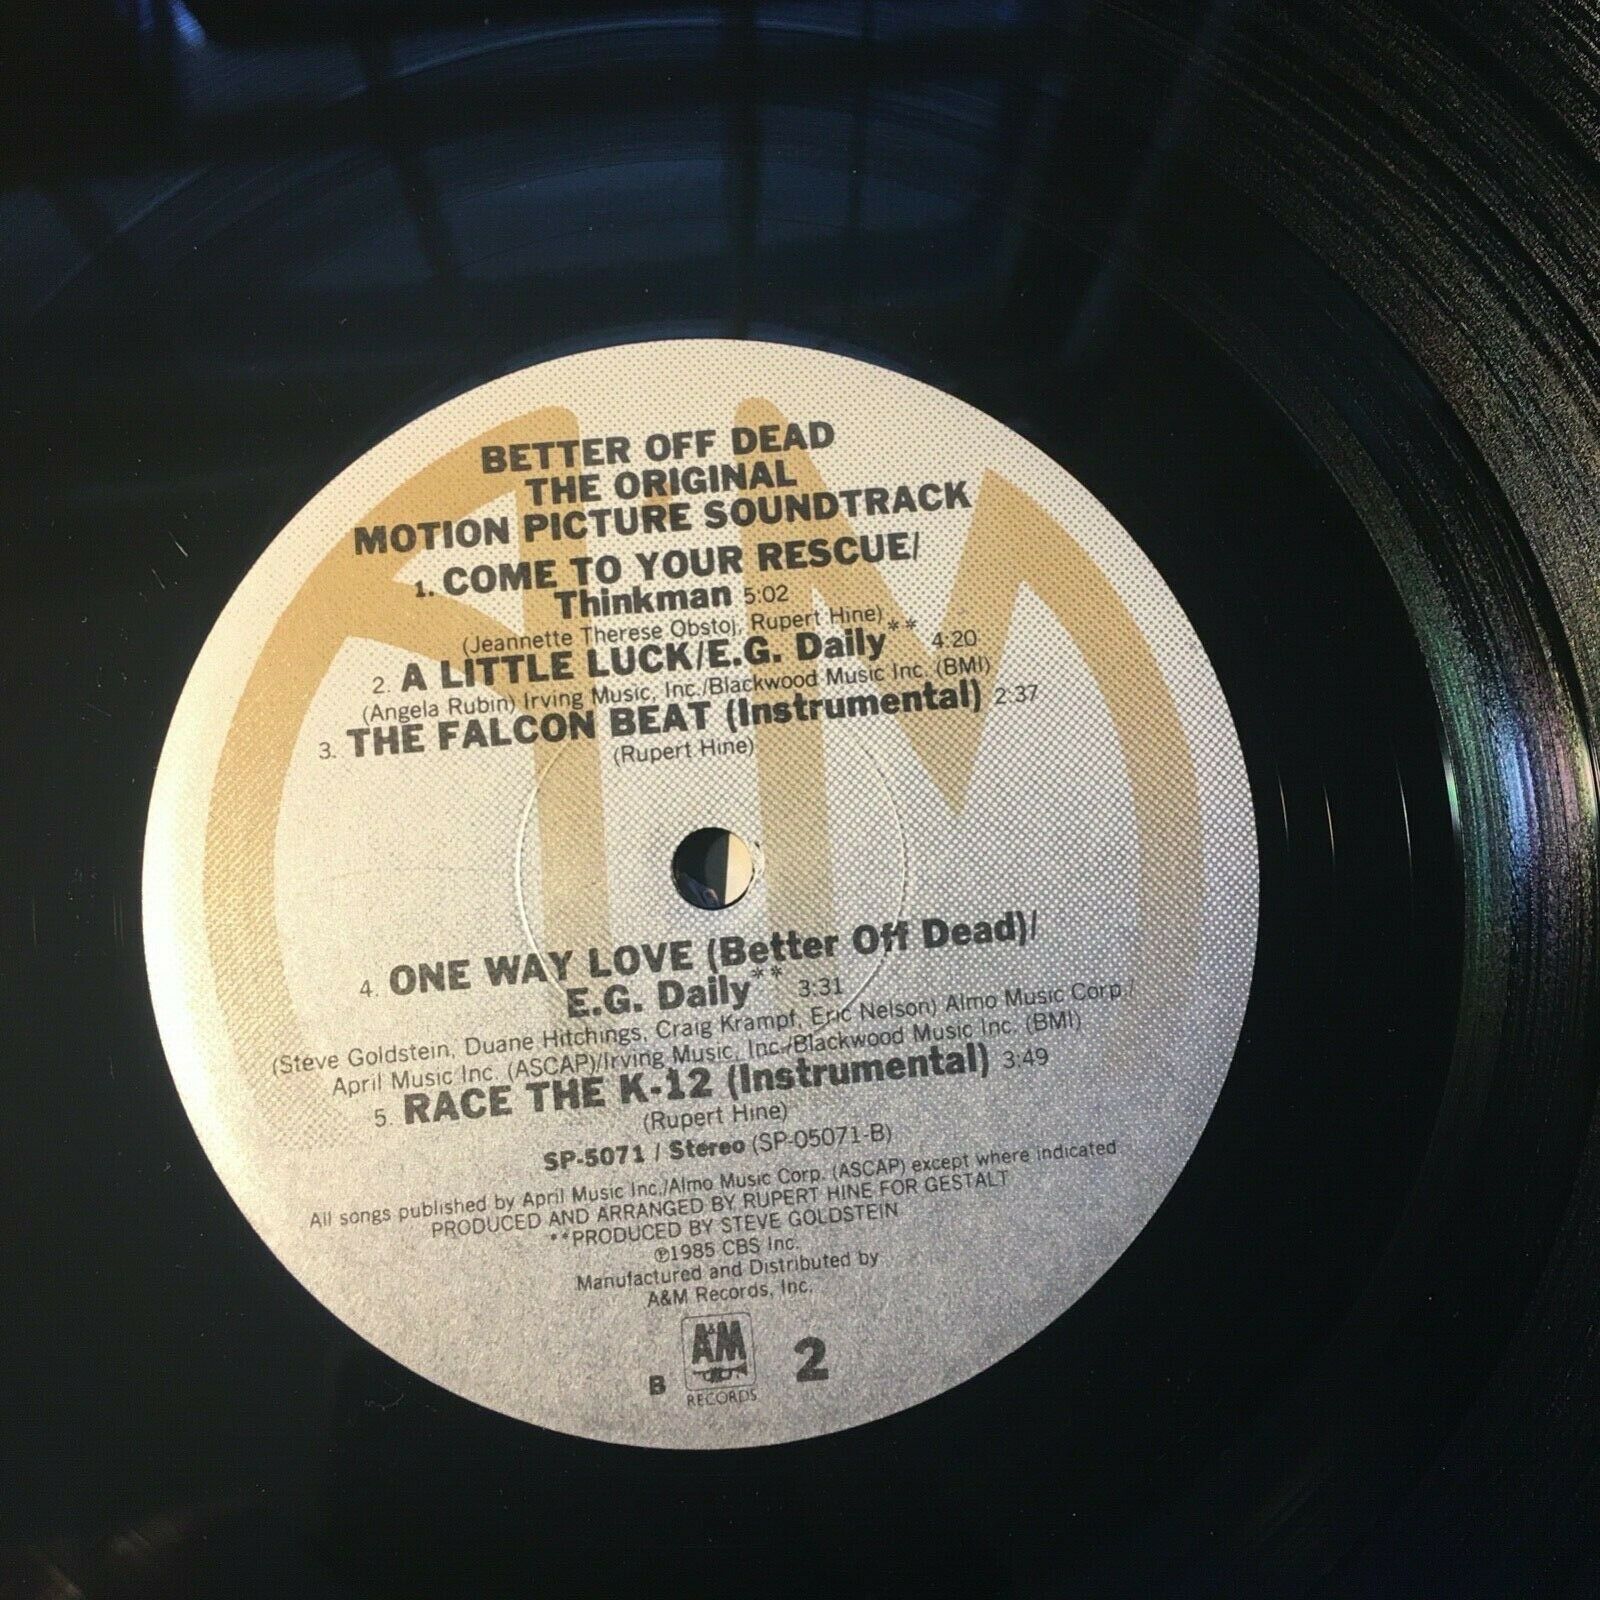 BETTER OFF DEAD
THE ORIGINAL
MOTION PICTURE SOUNDTRACK
1. COME TO YOUR RESCUE/
Thinkman 5:02
(Jeannette Therese Obstoj, Rupert Hine)
2. A LITTLE LUCK/E.G. Daily** 4:20
(Angela Rubin) Irving Music, Inc./Blackwood Music Inc. (BMI)
3. THE FALCON BEAT (Instrumental) 2:37
(Rupert Hine)
4. ONE WAY LOVE (Better Off Dead)/
E.G. Daily** 3:31
(Steve Goldstein, Duane Hitchings, Craig Krampf, Eric Nelson) Almo Music Corp./
April Music Inc. (ASCAP)/Irving Music, Inc./Blackwood Music Inc. (BMI)
5. RACE THE K-12 (Instrumental) 3:49
(Rupert Hine)
SP-5071 / Stereo (SP-05071-B)
All songs published by April Music Inc./Almo Music Corp. (ASCAP) except where indicated
PRODUCED AND ARRANGED BY RUPERT HINE FOR GESTALT
**PRODUCED BY STEVE GOLDSTEIN
℗1985 CBS Inc.
Manufactured and Distributed by
A&M Records, Inc.
B A&M 2
RECORDS